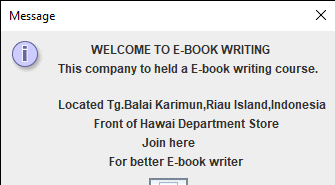 Message
WELCOME TO E-BOOK WRITING
This company to held a E-book writing course.
Located Tg.Balai Karimun,Riau Island,Indonesia
Front of Hawai Department Store
Join here
For better E-book writer